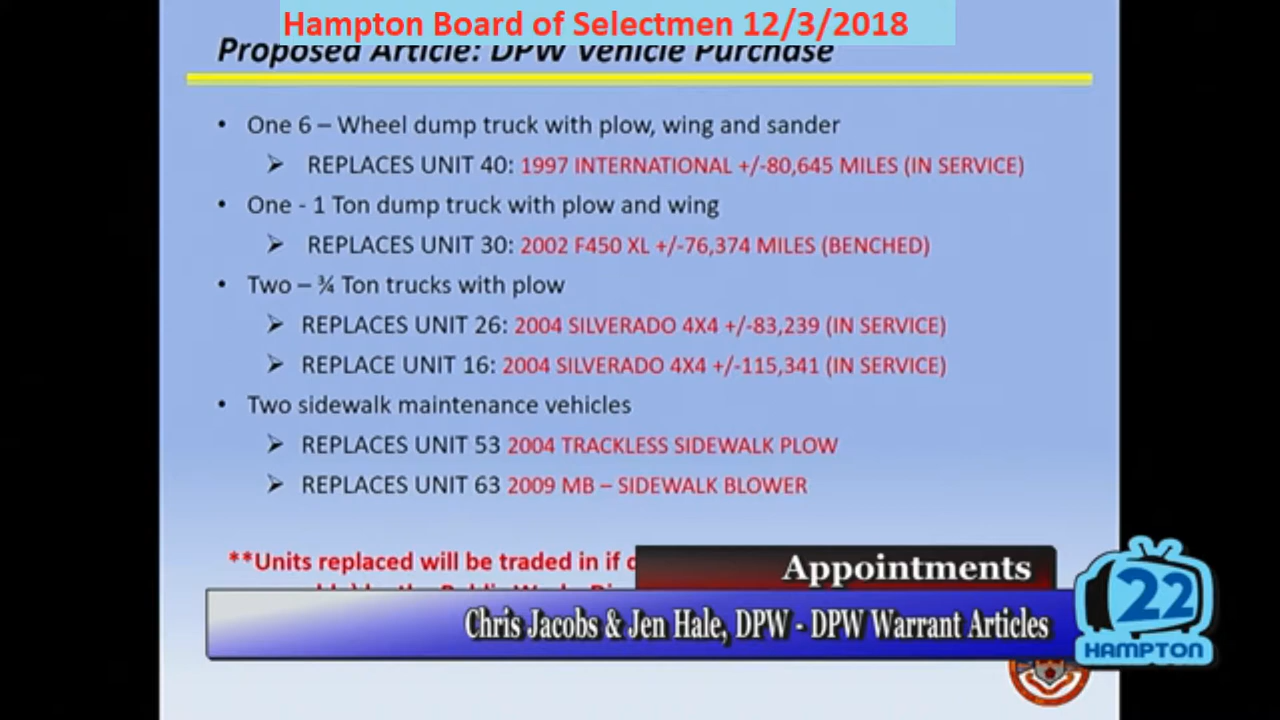 Hampton Board of Selectmen 12/3/2018
Proposed Article: DPW Vehicle Purchase
• One 6 – Wheel dump truck with plow, wing and sander
➢ REPLACES UNIT 40: 1997 INTERNATIONAL +/-80,645 MILES (IN SERVICE)
• One - 1 Ton dump truck with plow and wing
➢ REPLACES UNIT 30: 2002 F450 XL +/-76,374 MILES (BENCHED)
• Two – ¾ Ton trucks with plow
➢ REPLACES UNIT 26: 2004 SILVERADO 4X4 +/-83,239 (IN SERVICE)
➢ REPLACE UNIT 16: 2004 SILVERADO 4X4 +/-115,341 (IN SERVICE)
• Two sidewalk maintenance vehicles
➢ REPLACES UNIT 53 2004 TRACKLESS SIDEWALK PLOW
➢ REPLACES UNIT 63 2009 MB – SIDEWALK BLOWER
**Units replaced will be traded in if
Appointments
Chris Jacobs & Jen Hale, DPW - DPW Warrant Articles
22
HAMPTON